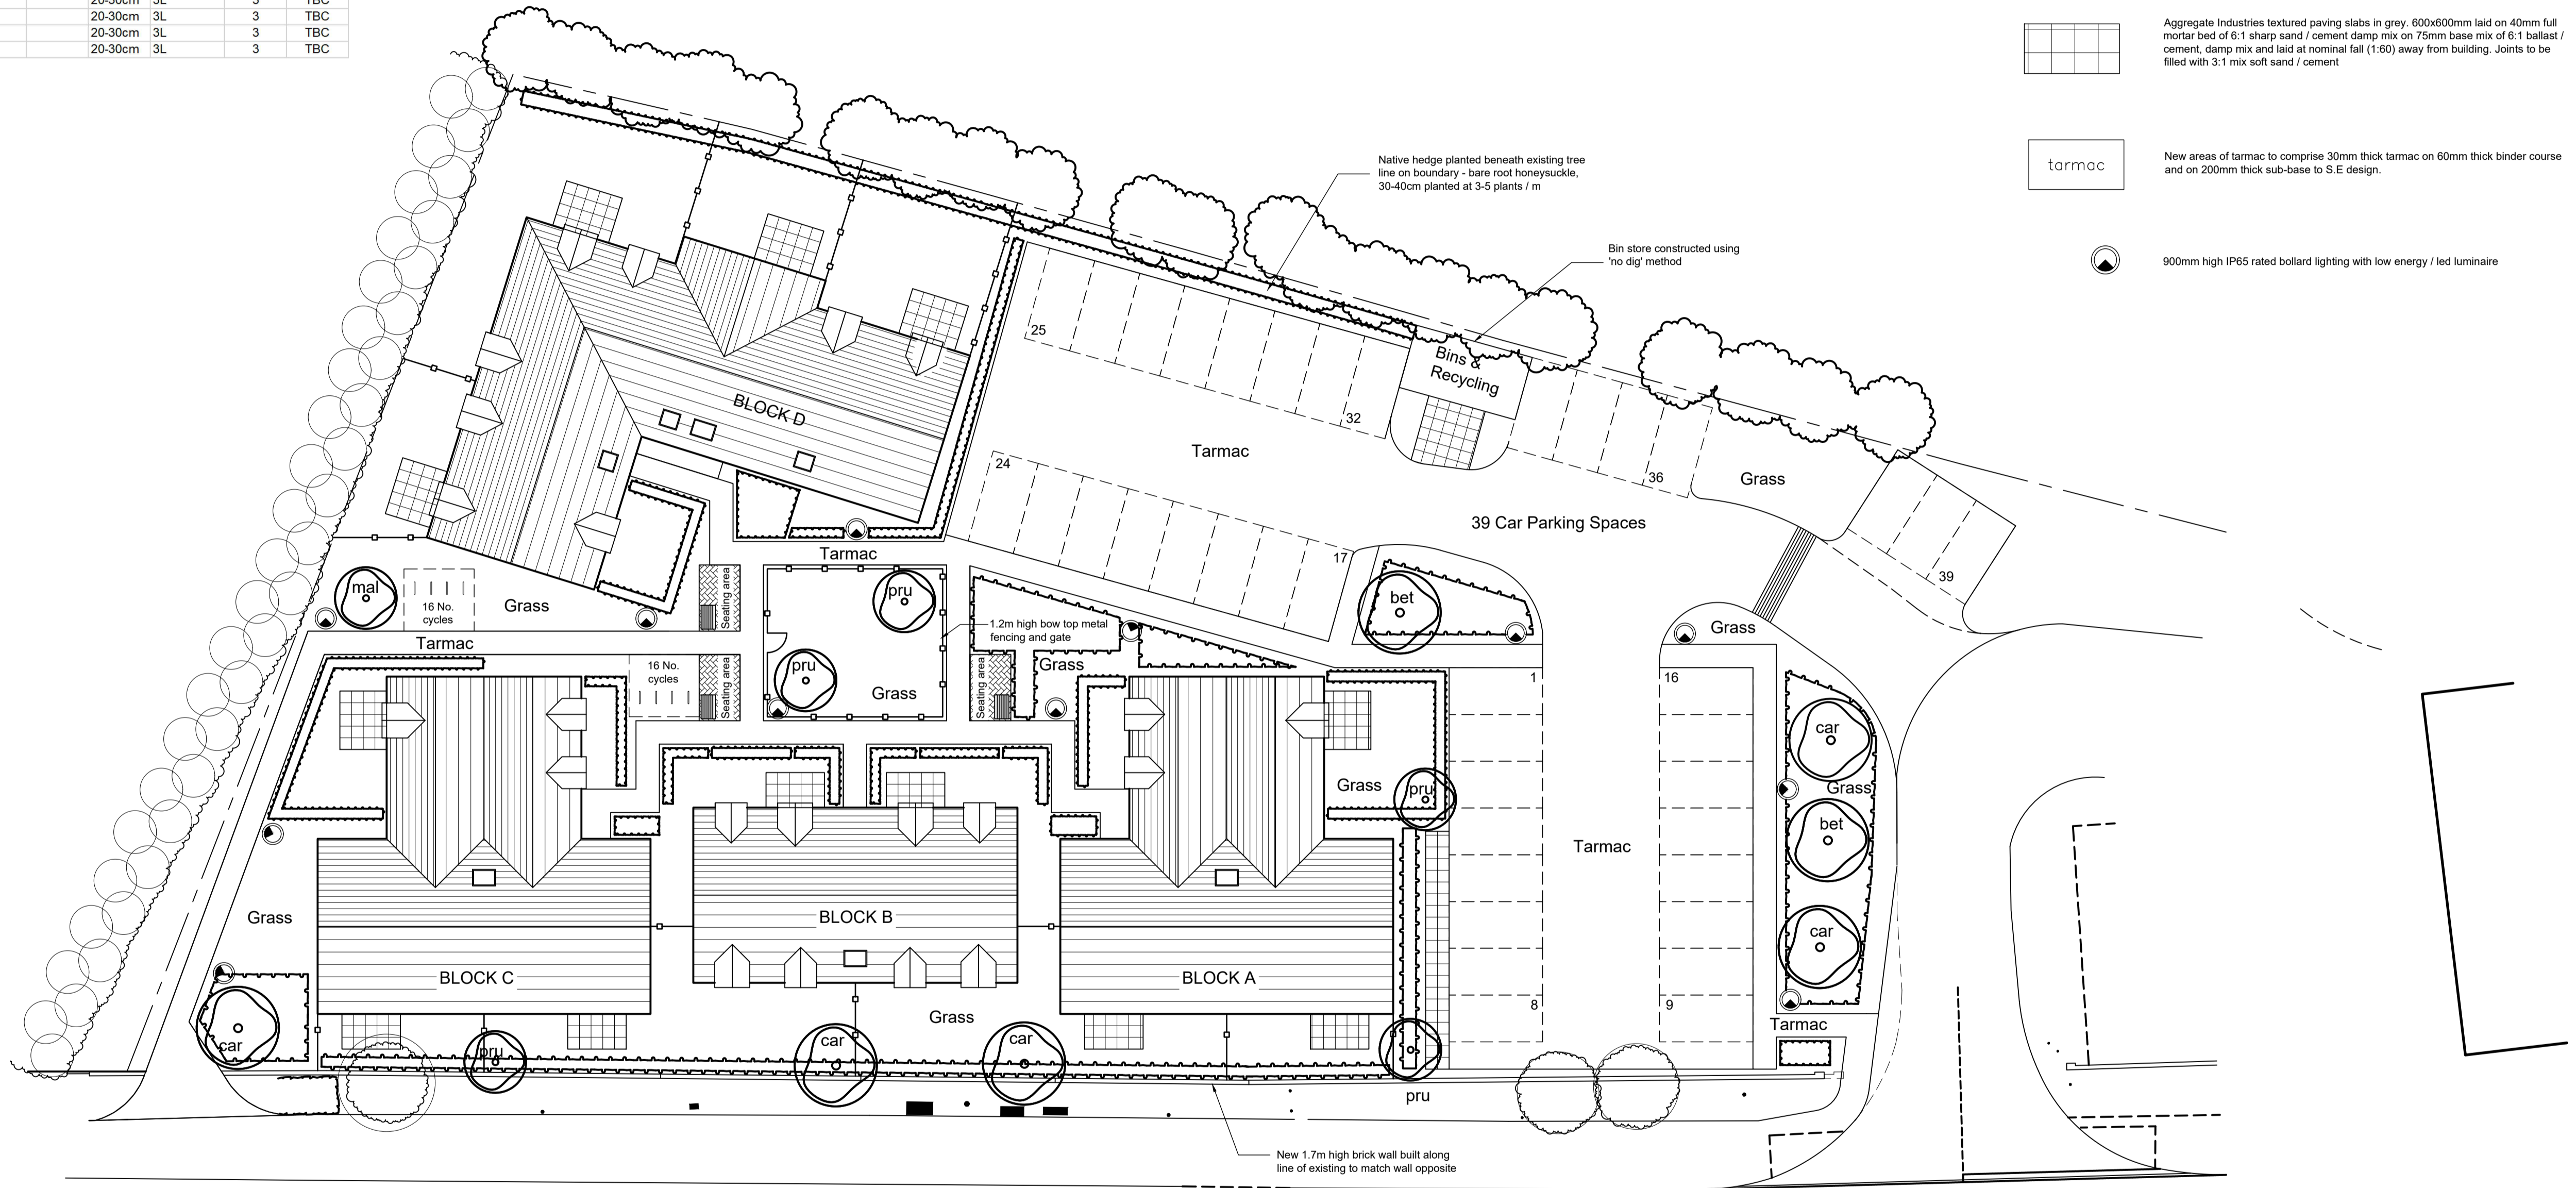 20-30cm 3L 3 TBC
20-30cm 3L 3 TBC
20-30cm 3L 3 TBC
20-30cm 3L 3 TBC
Aggregate Industries textured paving slabs in grey. 600x600mm laid on 40mm full
mortar bed of 6:1 sharp sand / cement damp mix on 75mm base mix of 6:1 ballast /
cement, damp mix and laid at nominal fall (1:60) away from building. Joints to be
filled with 3:1 mix soft sand / cement
tarmac
New areas of tarmac to comprise 30mm thick tarmac on 60mm thick binder course
and on 200mm thick sub-base to S.E design.
900mm high IP65 rated bollard lighting with low energy / led luminaire
Native hedge planted beneath existing tree
line on boundary - bare root honeysuckle,
30-40cm planted at 3-5 plants / m
Bin store constructed using
'no dig' method
25
32
Bins &
Recycling
BLOCK D
Tarmac
24
36
Grass
39 Car Parking Spaces
17
39
Tarmac
mal
16 No.
cycles
Grass
Seating area
pru
bet
1.2m high bow top metal
fencing and gate
Grass
Tarmac
16 No.
cycles
Seating area
pru
Grass
Seating area
Grass
1
16
car
Grass
pru
Grass
bet
Tarmac
Grass
BLOCK B
car
BLOCK C
BLOCK A
8
9
Grass
Tarmac
car
pru
car
car
pru
New 1.7m high brick wall built along
line of existing to match wall opposite